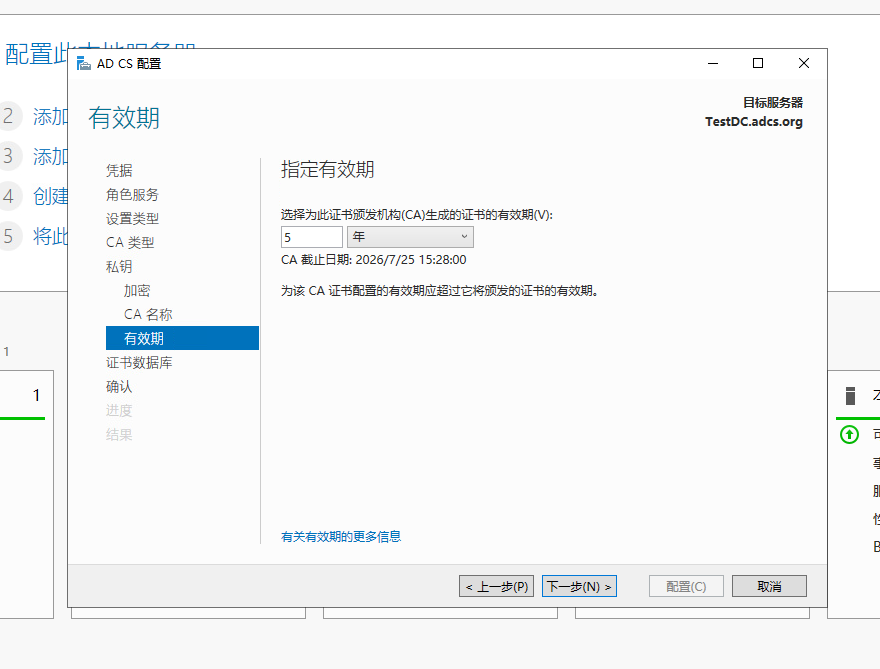 AD CS 配置
有效期
目标服务器
TestDC.adcs.org
凭据
角色服务
设置类型
CA 类型
私钥
加密
CA 名称
有效期
证书数据库
确认
进度
结果
指定有效期
选择为此证书颁发机构(CA)生成的证书的有效期(V):
5 年
CA 截止日期: 2026/7/25 15:28:00
为该 CA 证书配置的有效期应超过它将颁发的证书的有效期。
有关有效期的更多信息
< 上一步(P) 下一步(N) > 配置(C) 取消
配置此本地服务器
2 添加
3 添加
4 创建
5 将此
1
1
可
事
服
性
B